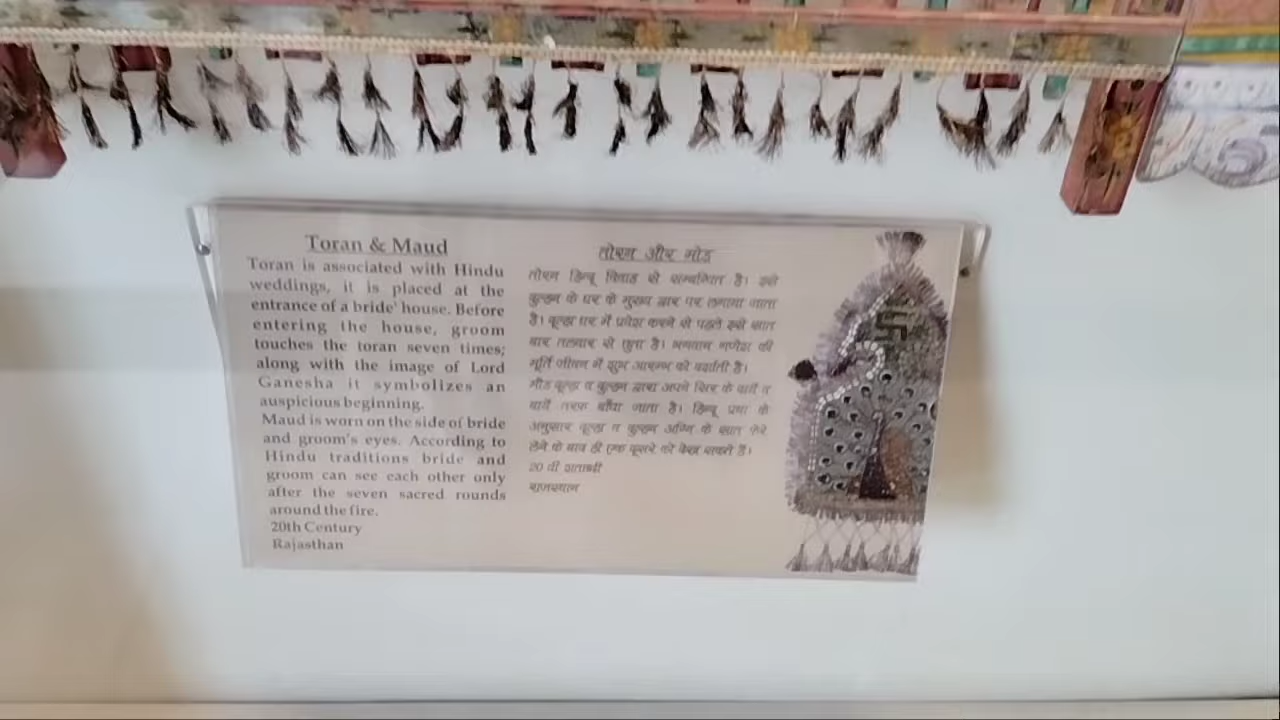 Toran & Maud
Toran is associated with Hindu
weddings, it is placed at the
entrance of a bride' house. Before
entering the house, groom
touches the toran seven times;
along with the image of Lord
Ganesha it symbolizes an
auspicious beginning.
Maud is worn on the side of bride
and groom's eyes. According to
Hindu traditions bride and
groom can see each other only
after the seven sacred rounds
around the fire.
20th Century
Rajasthan
तोरन और मोड
तोरन हिन्दू विवाह से सम्बन्धित है। इसे
दुल्हन के घर के मुख्य द्वार पर लगाया जाता
है। दूल्हा घर में प्रवेश करने से पहले इसे सात
बार तलवार से छुता है। भगवान गणेश की
मूर्ति जीवन में शुभ आरम्भ को दर्शाती है।
मौड दूल्हा व दुल्हन द्वारा अपने सिर के दायें व
बायें तरफ बाँधा जाता है। हिन्दू प्रथा के
अनुसार दूल्हा व दुल्हन अग्नि के सात फेरे
लेने के बाद ही एक दूसरे को देख सकते हैं।
20 वीं शताब्दी
राजस्थान